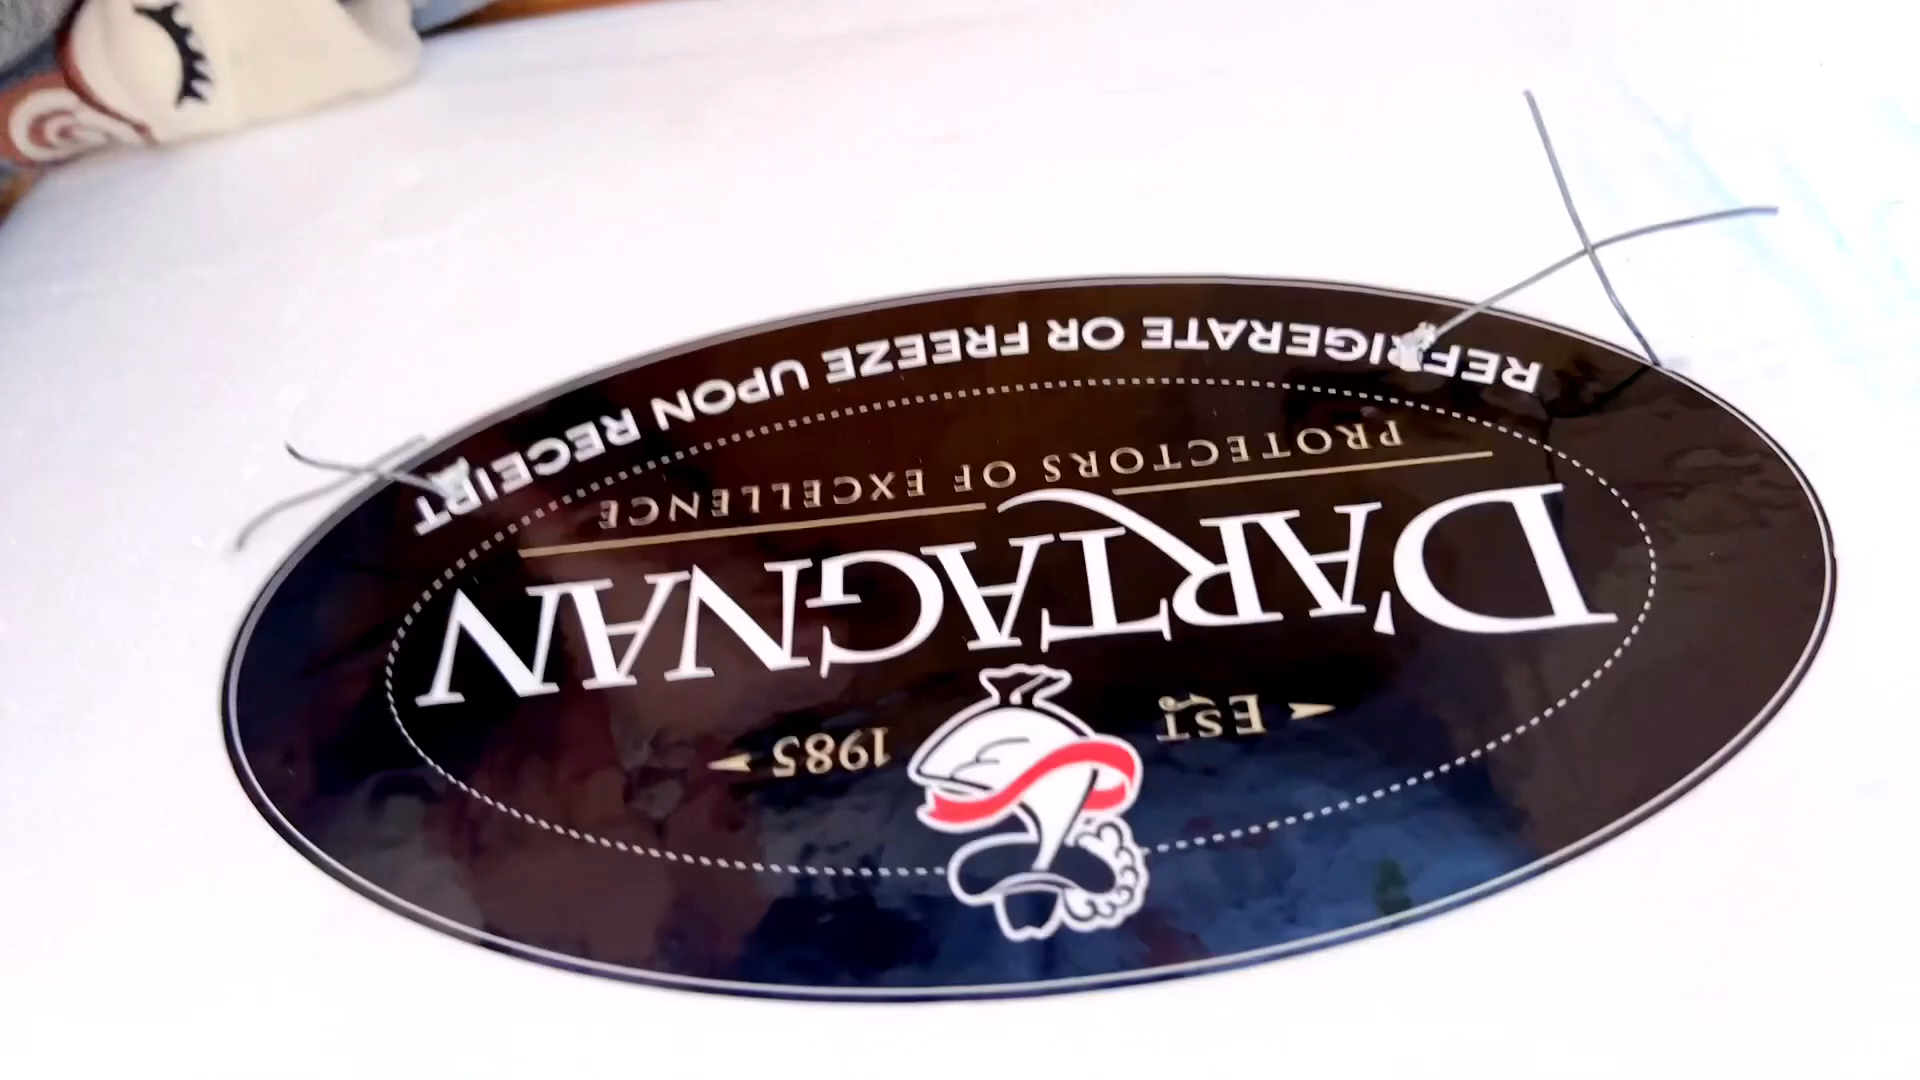 EST 1985
D'ARTAGNAN
PROTECTORS OF EXCELLENCE
REFRIGERATE OR FREEZE UPON RECEIPT